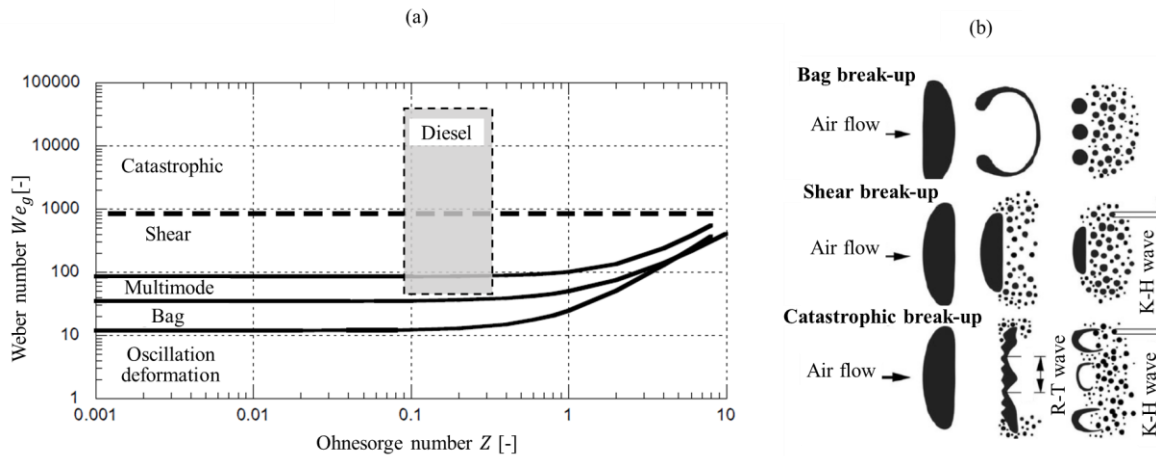 (a)
100000
10000
1000
100
10
1
Weber number We_g [-]
Diesel
Catastrophic
Shear
Multimode
Bag
Oscillation
deformation
0.001
0.01
0.1
1
10
Ohnesorge number Z [-]
(b)
Bag break-up
Air flow
Shear break-up
Air flow
K-H wave
Catastrophic break-up
Air flow
R-T wave
K-H wave